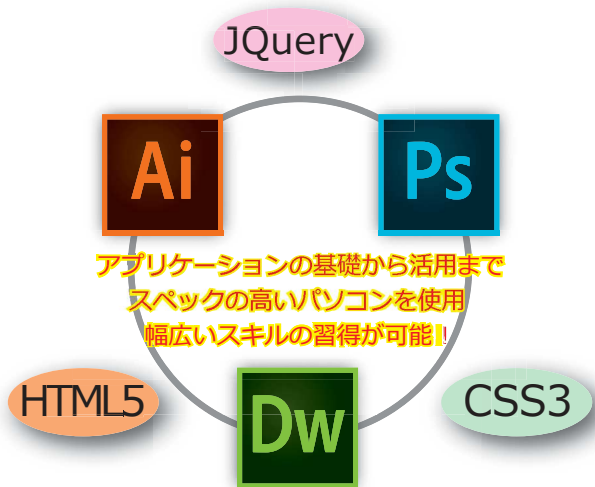 JQuery
Ai
Ps
アプリケーションの基礎から活用まで
スペックの高いパソコンを使用
幅広いスキルの習得が可能！
HTML5
CSS3
Dw